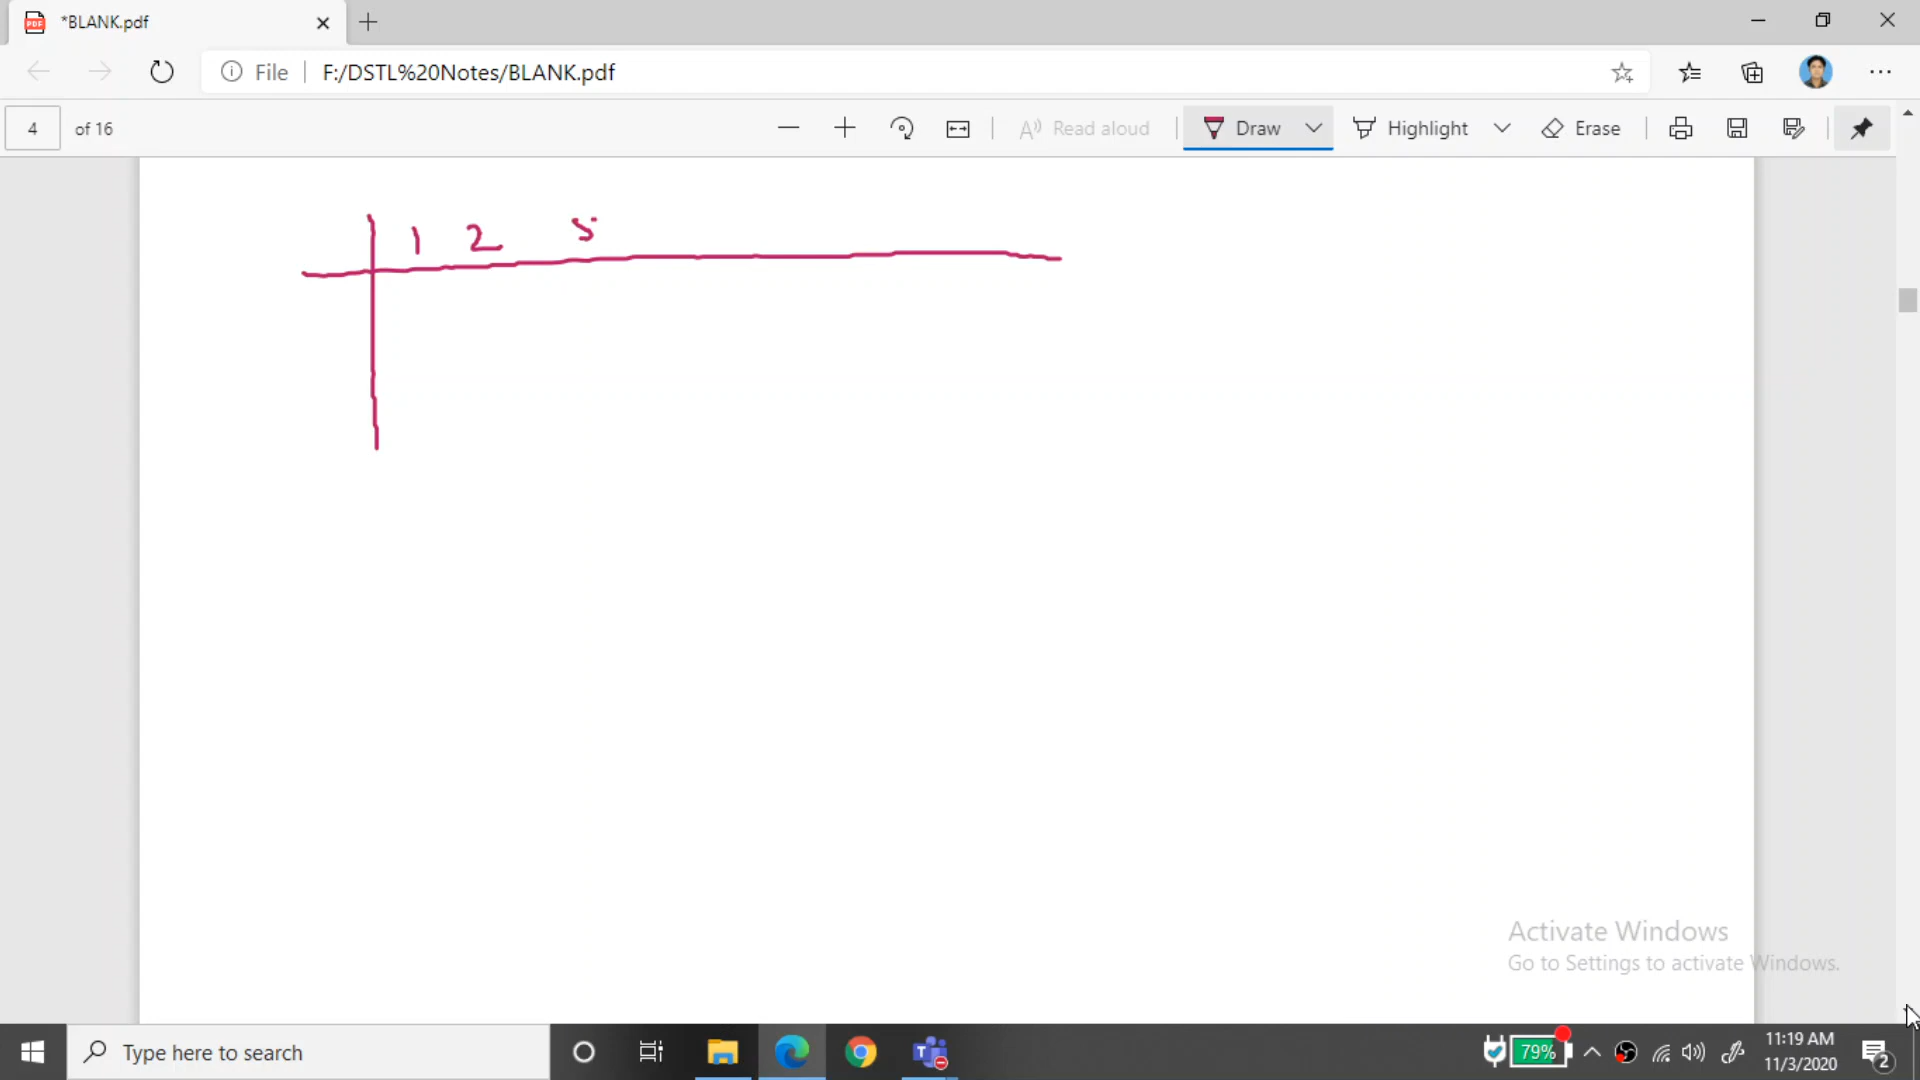 *BLANK.pdf
File F:/DSTL%20Notes/BLANK.pdf
4 of 16 Read aloud Draw Highlight Erase
1 2 5
Activate Windows
Go to Settings to activate Windows.
Type here to search
79% 11:19 AM
11/3/2020 2